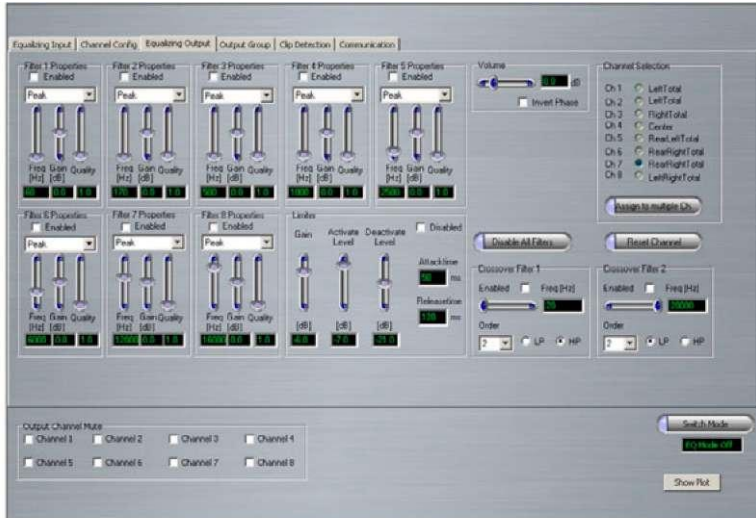 Equalizing Input Channel Config Equalizing Output Output Group Clip Detection Communication
Filter 1 Properties Filter 2 Properties Filter 3 Properties Filter 4 Properties Filter 5 Properties Volume Channel Selection
Enabled Enabled Enabled Enabled Enabled
Peak Peak Peak Peak Peak
0.0 dB
Invert Phase
Ch 1 LeftTotal
Ch 2 LeftTotal
Ch 3 RightTotal
Ch 4 Center
Ch 5 RearLeftTotal
Ch 6 RearRightTotal
Ch 7 RearRightTotal
Ch 8 LeftRightTotal
Freq Gain Quality Freq Gain Quality Freq Gain Quality Freq Gain Quality Freq Gain Quality
[Hz] [dB] [Hz] [dB] [Hz] [dB] [Hz] [dB] [Hz] [dB]
60 0.0 1.0 170 0.0 1.0 500 0.0 1.0 1000 0.0 1.0 2500 0.0 1.0
Assign to multiple Ch.
Filter 6 Properties Filter 7 Properties Filter 8 Properties Limiter
Enabled Enabled Enabled Disabled
Peak Peak Peak
Gain Activate Level Deactivate Level
Disable All Filters Reset Channel
Attacktime
50 ms
Releasetime
120 ms
Crossover Filter 1 Crossover Filter 2
Enabled Freq [Hz] Enabled Freq [Hz]
20 20000
Freq Gain Quality Freq Gain Quality Freq Gain Quality
[Hz] [dB] [Hz] [dB] [Hz] [dB] [dB] [dB] [dB]
6000 0.0 1.0 12000 0.0 1.0 16000 0.0 1.0 -7.0 -21.0
Order Order
2 LP HP 2 LP HP
Output Channel Mute
Channel 1 Channel 2 Channel 3 Channel 4
Channel 5 Channel 6 Channel 7 Channel 8
Switch Mode
EQ Mode Off
Show Plot